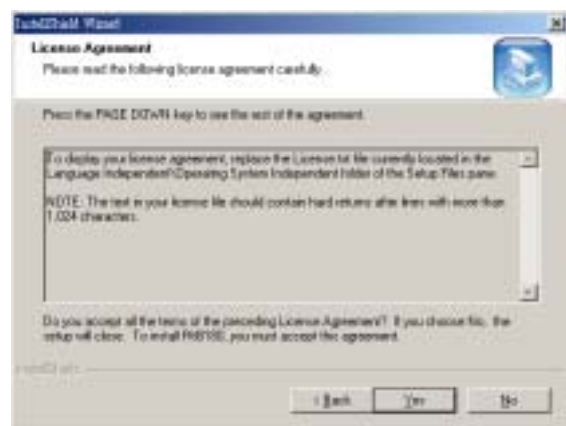 InstallShield Wizard
License Agreement
Please read the following license agreement carefully.
Press the PAGE DOWN key to see the rest of the agreement.
To display your license agreement, replace the License.txt file currently located in the
Language Independent\Operating System Independent folder of the Setup Files pane.
NOTE: The text in your license file should contain hard returns after lines with more than
1,024 characters.
Do you accept all the terms of the preceding License Agreement? If you choose No, the
setup will close. To install you must accept this agreement.
InstallShield
< Back
Yes
No